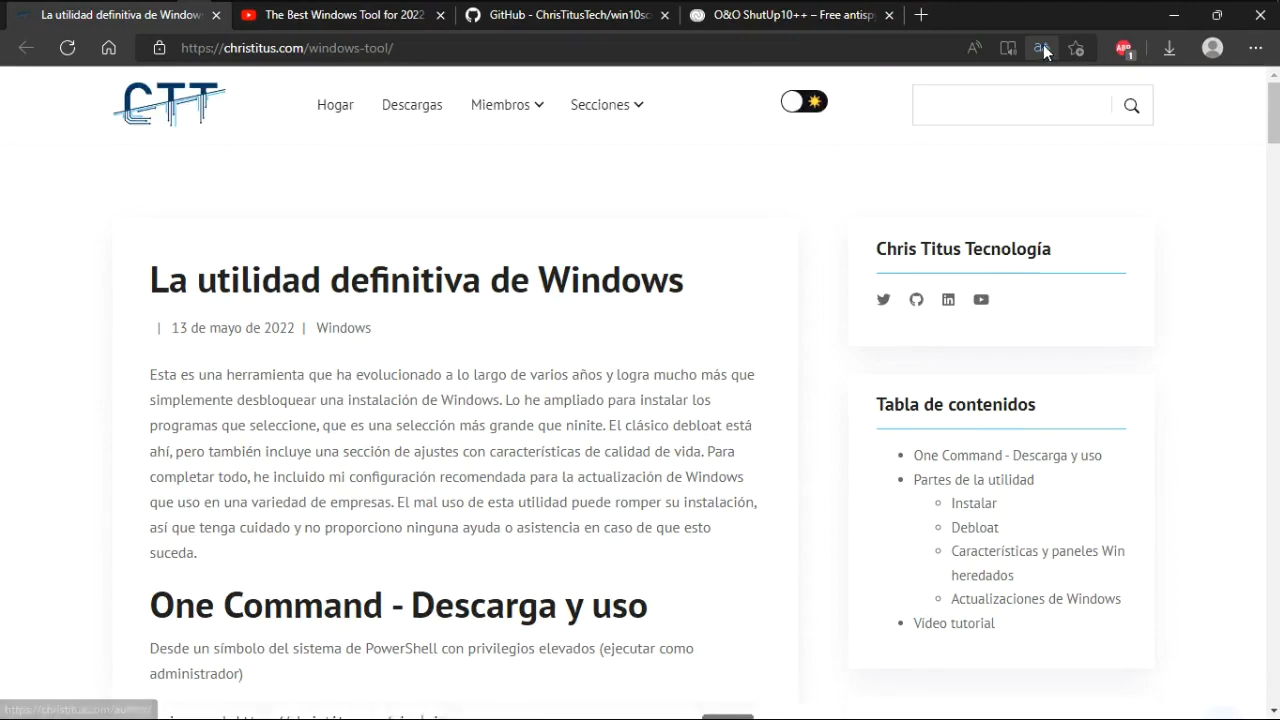 La utilidad definitiva de Window
The Best Windows Tool for 2022
GitHub - ChrisTitusTech/win10sc
O&O ShutUp10++ – Free antispy
https://christitus.com/windows-tool/
ABP
1
CTT
Hogar
Descargas
Miembros
Secciones
La utilidad definitiva de Windows
| 13 de mayo de 2022 | Windows
Esta es una herramienta que ha evolucionado a lo largo de varios años y logra mucho más que
simplemente desbloquear una instalación de Windows. Lo he ampliado para instalar los
programas que seleccione, que es una selección más grande que ninite. El clásico debloat está
ahí, pero también incluye una sección de ajustes con características de calidad de vida. Para
completar todo, he incluido mi configuración recomendada para la actualización de Windows
que uso en una variedad de empresas. El mal uso de esta utilidad puede romper su instalación,
así que tenga cuidado y no proporciono ninguna ayuda o asistencia en caso de que esto
suceda.
One Command - Descarga y uso
Desde un símbolo del sistema de PowerShell con privilegios elevados (ejecutar como
administrador)
Chris Titus Tecnología
Tabla de contenidos
One Command - Descarga y uso
Partes de la utilidad
Instalar
Debloat
Características y paneles Win
heredados
Actualizaciones de Windows
Vídeo tutorial